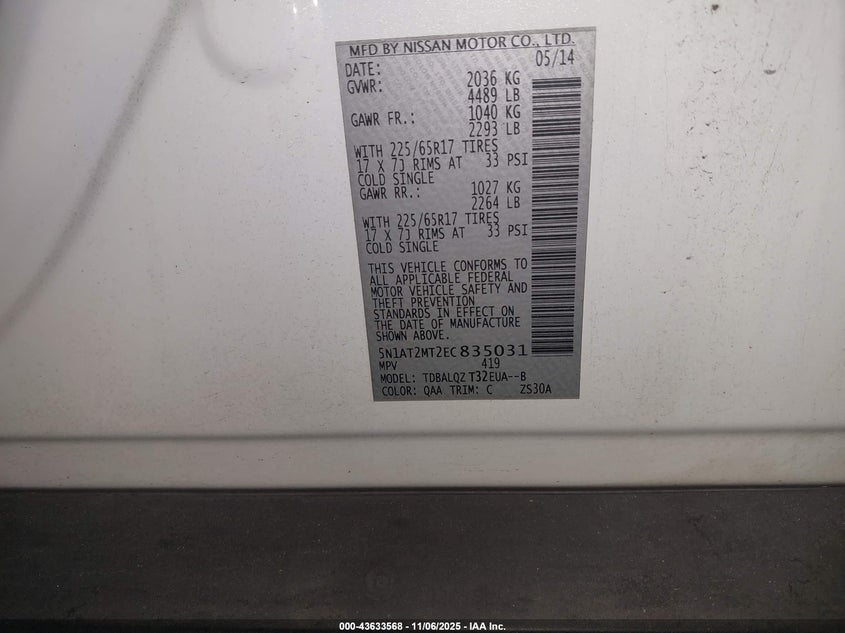 MFD BY NISSAN MOTOR CO., LTD.
DATE: 05/14
GVWR: 2036 KG
4489 LB
GAWR FR.: 1040 KG
2293 LB
WITH 225/65R17 TIRES
17 X 7J RIMS AT 33 PSI
COLD SINGLE
GAWR RR.: 1027 KG
2264 LB
WITH 225/65R17 TIRES
17 X 7J RIMS AT 33 PSI
COLD SINGLE
THIS VEHICLE CONFORMS TO
ALL APPLICABLE FEDERAL
MOTOR VEHICLE SAFETY AND
THEFT PREVENTION
STANDARDS IN EFFECT ON
THE DATE OF MANUFACTURE
SHOWN ABOVE.
5N1AT2MT2EC835031
MPV 419
MODEL: TDBALQZ T32EUA--B
COLOR: QAA TRIM: C ZS30A
000-43633568 - 11/06/2025 - IAA Inc.